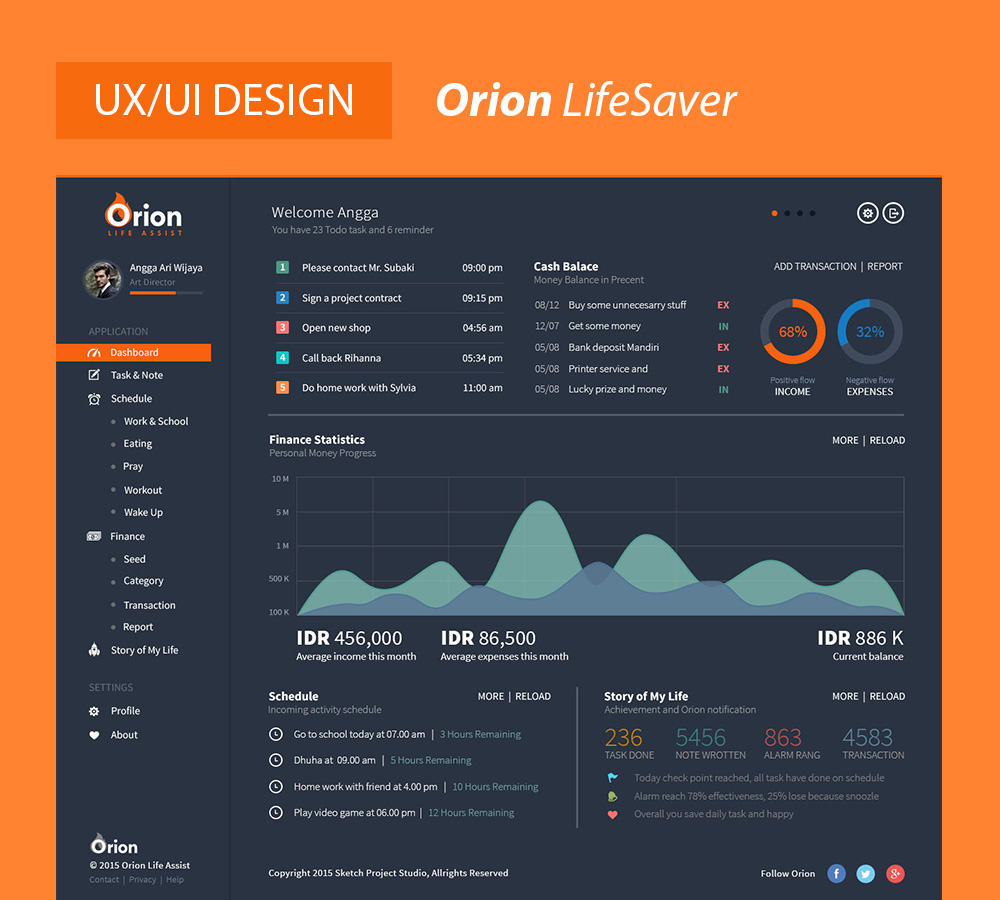 UX/UI DESIGN
Orion LifeSaver
Orion
LIFE ASSIST
Angga Ari Wijaya
Art Director
APPLICATION
Dashboard
Task & Note
Schedule
Work & School
Eating
Pray
Workout
Wake Up
Finance
Seed
Category
Transaction
Report
Story of My Life
SETTINGS
Profile
About
Orion
© 2015 Orion Life Assist
Contact | Privacy | Help
Welcome Angga
You have 23 Todo task and 6 reminder
1 Please contact Mr. Subaki 09:00 pm
2 Sign a project contract 09:15 pm
3 Open new shop 04:56 am
4 Call back Rihanna 05:34 pm
5 Do home work with Sylvia 11:00 am
Cash Balace
Money Balance in Precent
ADD TRANSACTION | REPORT
08/12 Buy some unnecesarry stuff EX
12/07 Get some money IN
05/08 Bank deposit Mandiri EX
05/08 Printer service and EX
05/08 Lucky prize and money IN
68%
Positive flow
INCOME
32%
Negative flow
EXPENSES
Finance Statistics
Personal Money Progress
MORE | RELOAD
10 M
5 M
1 M
500 K
100 K
IDR 456,000
Average income this month
IDR 86,500
Average expenses this month
IDR 886 K
Current balance
Schedule
Incoming activity schedule
MORE | RELOAD
Go to school today at 07.00 am | 3 Hours Remaining
Dhuha at 09.00 am | 5 Hours Remaining
Home work with friend at 4.00 pm | 10 Hours Remaining
Play video game at 06.00 pm | 12 Hours Remaining
Story of My Life
Achievement and Orion notification
MORE | RELOAD
236
TASK DONE
5456
NOTE WROTTEN
863
ALARM RANG
4583
TRANSACTION
Today check point reached, all task have done on schedule
Alarm reach 78% effectiveness, 25% lose because snoozle
Overall you save daily task and happy
Copyright 2015 Sketch Project Studio, Allrights Reserved
Follow Orion
f
g+